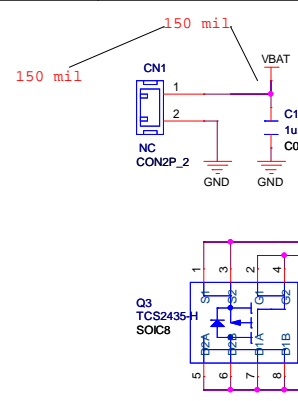 150 mil
150 mil
VBAT
CN1
1
2
C1
1u
C0
NC
CON2P_2
GND
GND
1
3
2
4
S1
S2
G1
G2
Q3
TCS2435-H
SOIC8
D2A
D2B
D1A
D1B
5
6
7
8